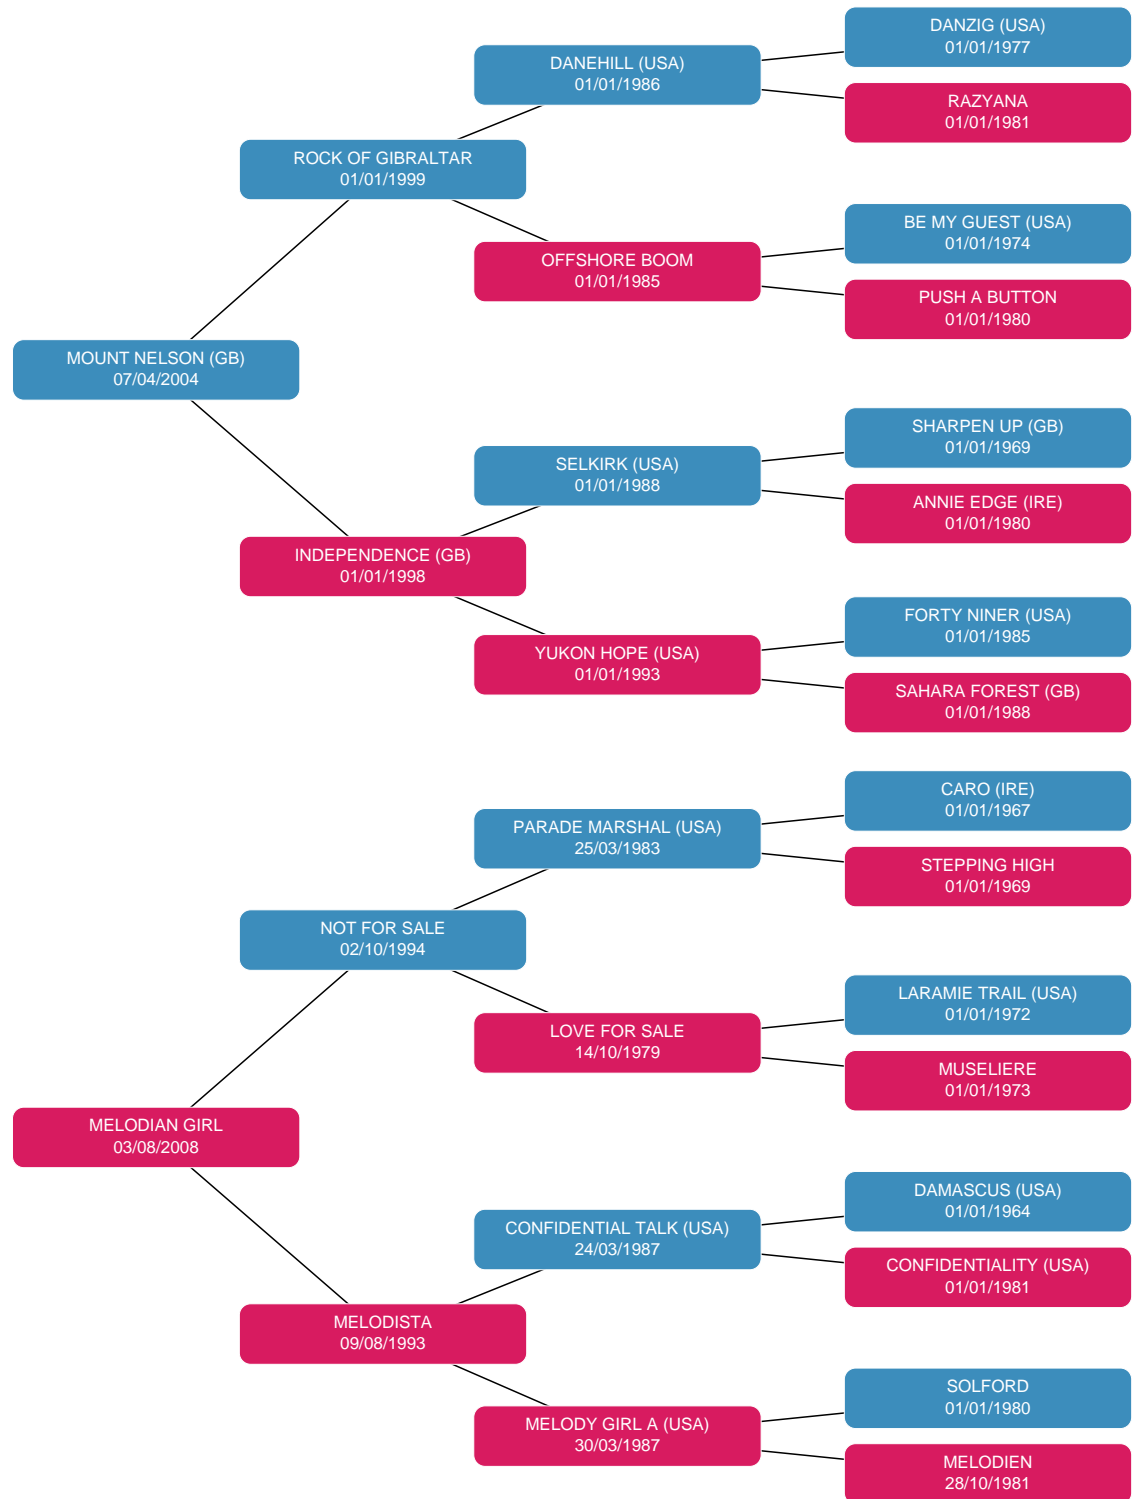 DANZIG (USA)
01/01/1977
DANEHILL (USA)
01/01/1986
RAZYANA
01/01/1981
ROCK OF GIBRALTAR
01/01/1999
BE MY GUEST (USA)
01/01/1974
OFFSHORE BOOM
01/01/1985
PUSH A BUTTON
01/01/1980
MOUNT NELSON (GB)
07/04/2004
SHARPEN UP (GB)
01/01/1969
SELKIRK (USA)
01/01/1988
ANNIE EDGE (IRE)
01/01/1980
INDEPENDENCE (GB)
01/01/1998
FORTY NINER (USA)
01/01/1985
YUKON HOPE (USA)
01/01/1993
SAHARA FOREST (GB)
01/01/1988
CARO (IRE)
01/01/1967
PARADE MARSHAL (USA)
25/03/1983
STEPPING HIGH
01/01/1969
NOT FOR SALE
02/10/1994
LARAMIE TRAIL (USA)
01/01/1972
LOVE FOR SALE
14/10/1979
MUSELIERE
01/01/1973
MELODIAN GIRL
03/08/2008
DAMASCUS (USA)
01/01/1964
CONFIDENTIAL TALK (USA)
24/03/1987
CONFIDENTIALITY (USA)
01/01/1981
MELODISTA
09/08/1993
SOLFORD
01/01/1980
MELODY GIRL A (USA)
30/03/1987
MELODIEN
28/10/1981